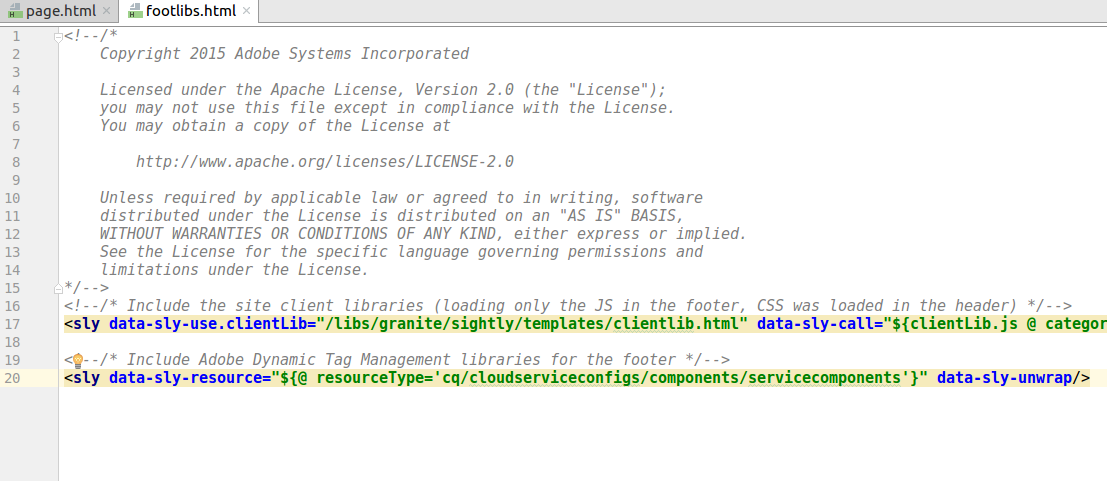 page.html
footlibs.html
1 <!--/*
2 Copyright 2015 Adobe Systems Incorporated
3
4 Licensed under the Apache License, Version 2.0 (the "License");
5 you may not use this file except in compliance with the License.
6 You may obtain a copy of the License at
7
8 http://www.apache.org/licenses/LICENSE-2.0
9
10 Unless required by applicable law or agreed to in writing, software
11 distributed under the License is distributed on an "AS IS" BASIS,
12 WITHOUT WARRANTIES OR CONDITIONS OF ANY KIND, either express or implied.
13 See the License for the specific language governing permissions and
14 limitations under the License.
15 */-->
16 <!--/* Include the site client libraries (loading only the JS in the footer, CSS was loaded in the header) */-->
17 <sly data-sly-use.clientLib="/libs/granite/sightly/templates/clientlib.html" data-sly-call="${clientLib.js @ categor
18
19 <!--/* Include Adobe Dynamic Tag Management libraries for the footer */-->
20 <sly data-sly-resource="${@ resourceType='cq/cloudserviceconfigs/components/servicecomponents'}" data-sly-unwrap/>